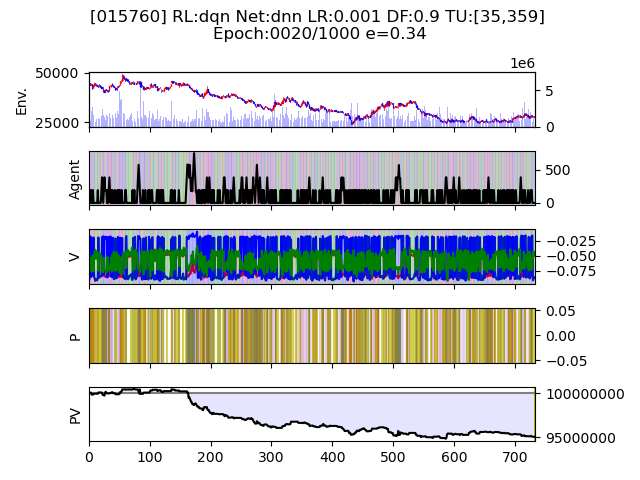 [015760] RL:dqn Net:dnn LR:0.001 DF:0.9 TU:[35,359]
Epoch:0020/1000 e=0.34
1e6
Env.
50000
25000
5
0
Agent
500
0
V
−0.025
−0.050
−0.075
P
0.05
0.00
−0.05
PV
100000000
95000000
0 100 200 300 400 500 600 700